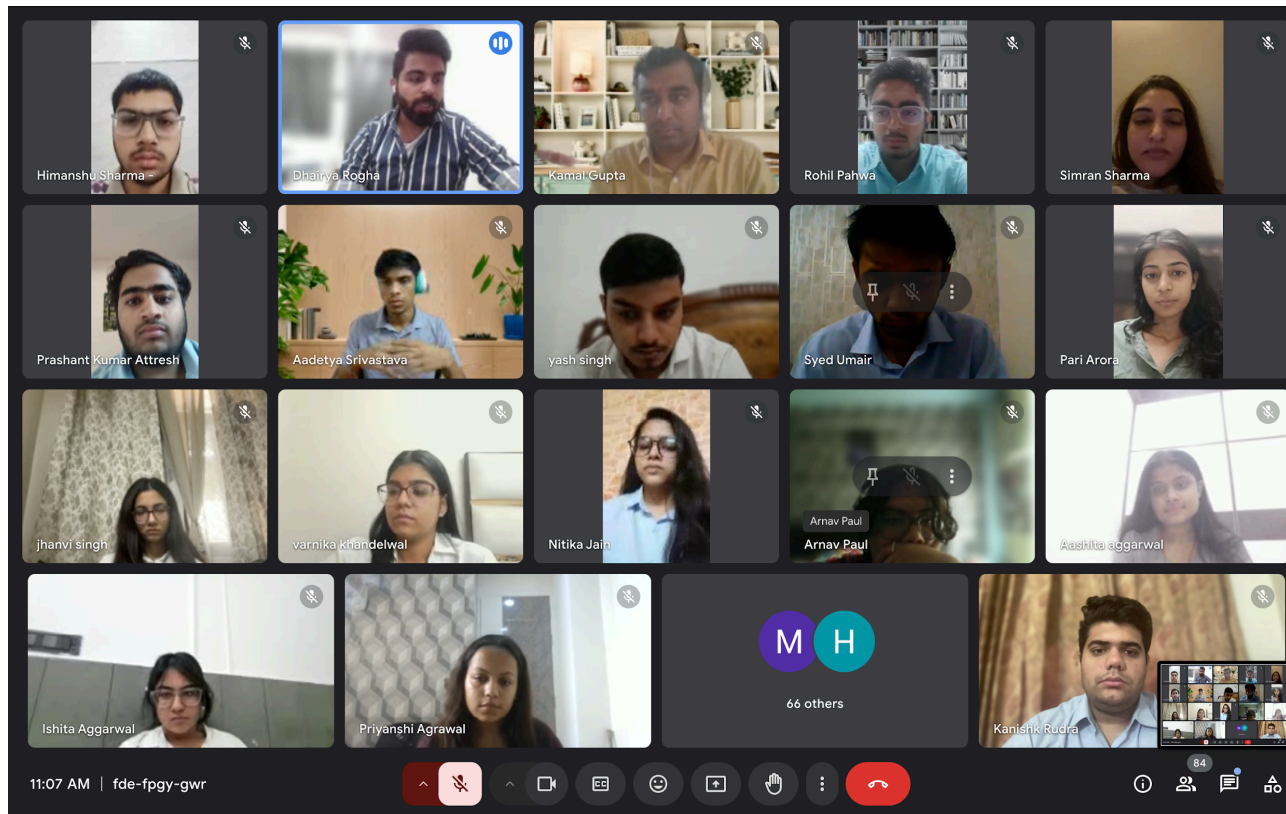 Himanshu Sharma -
Dhairya Rogha
Kamal Gupta
Rohil Pahwa
Simran Sharma
Prashant Kumar Attresh
Aadetya Srivastava
yash singh
Syed Umair
Pari Arora
jhanvi singh
varnika khandelwal
Nitika Jain
Arnav Paul
Arnav Paul
Aashita aggarwal
Ishita Aggarwal
Priyanshi Agrawal
M H
66 others
Kanishk Rudra
11:07 AM | fde-fpgy-gwr
CC
84